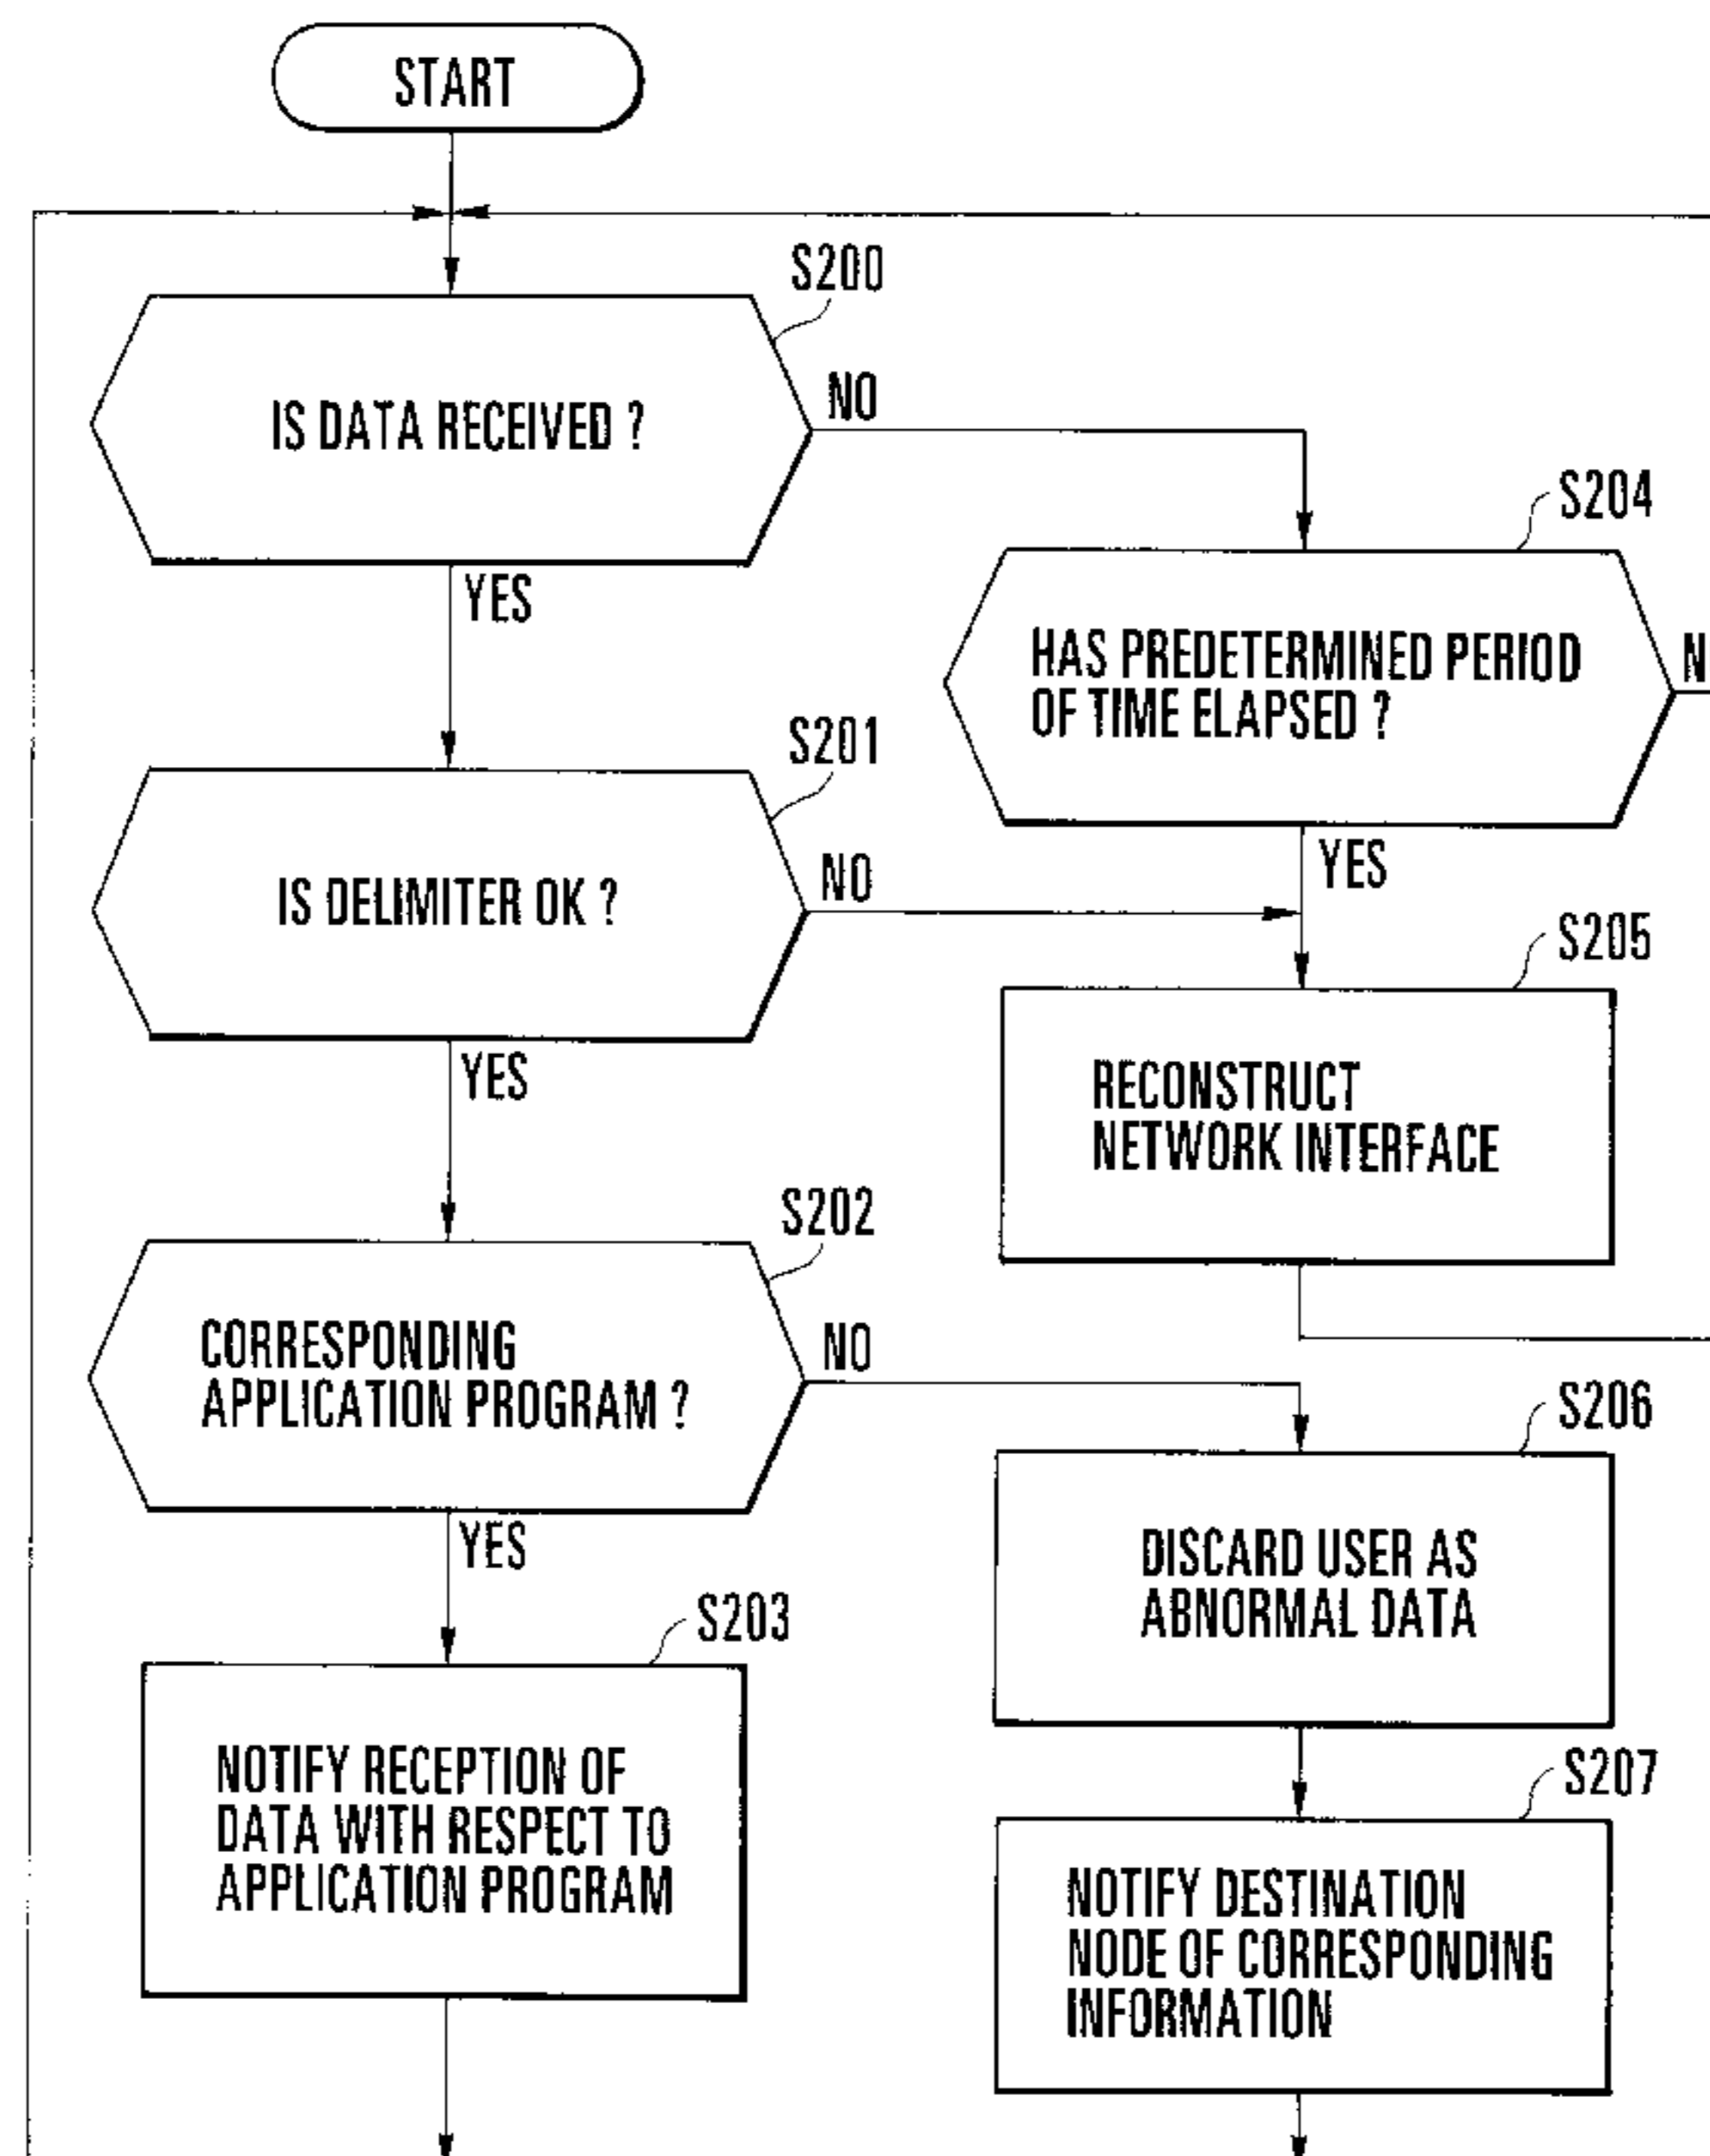 START
S200
IS DATA RECEIVED ?
NO
YES
S204
HAS PREDETERMINED PERIOD
OF TIME ELAPSED ?
N
YES
S201
IS DELIMITER OK ?
NO
YES
S205
RECONSTRUCT
NETWORK INTERFACE
S202
CORRESPONDING
APPLICATION PROGRAM ?
NO
YES
S206
DISCARD USER AS
ABNORMAL DATA
S203
NOTIFY RECEPTION OF
DATA WITH RESPECT TO
APPLICATION PROGRAM
S207
NOTIFY DESTINATION
NODE OF CORRESPONDING
INFORMATION